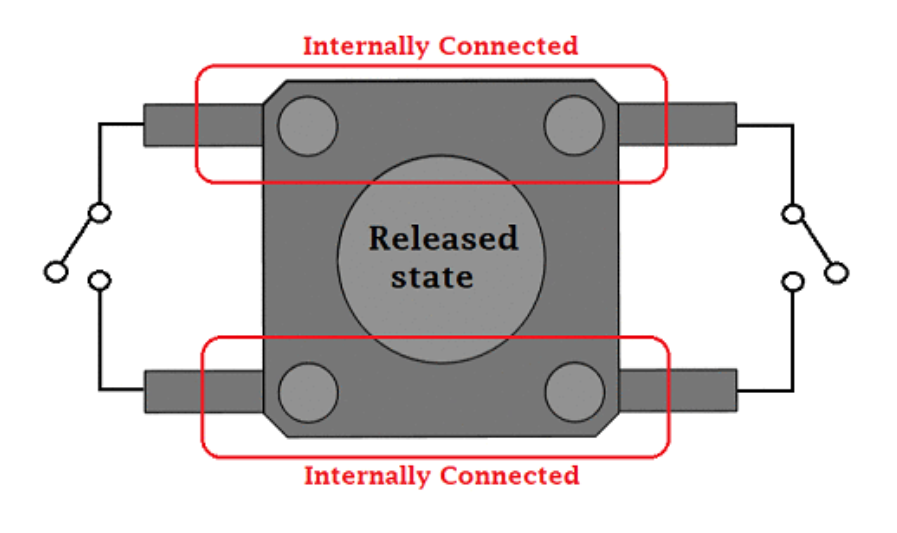 Internally Connected
Released
state
Internally Connected